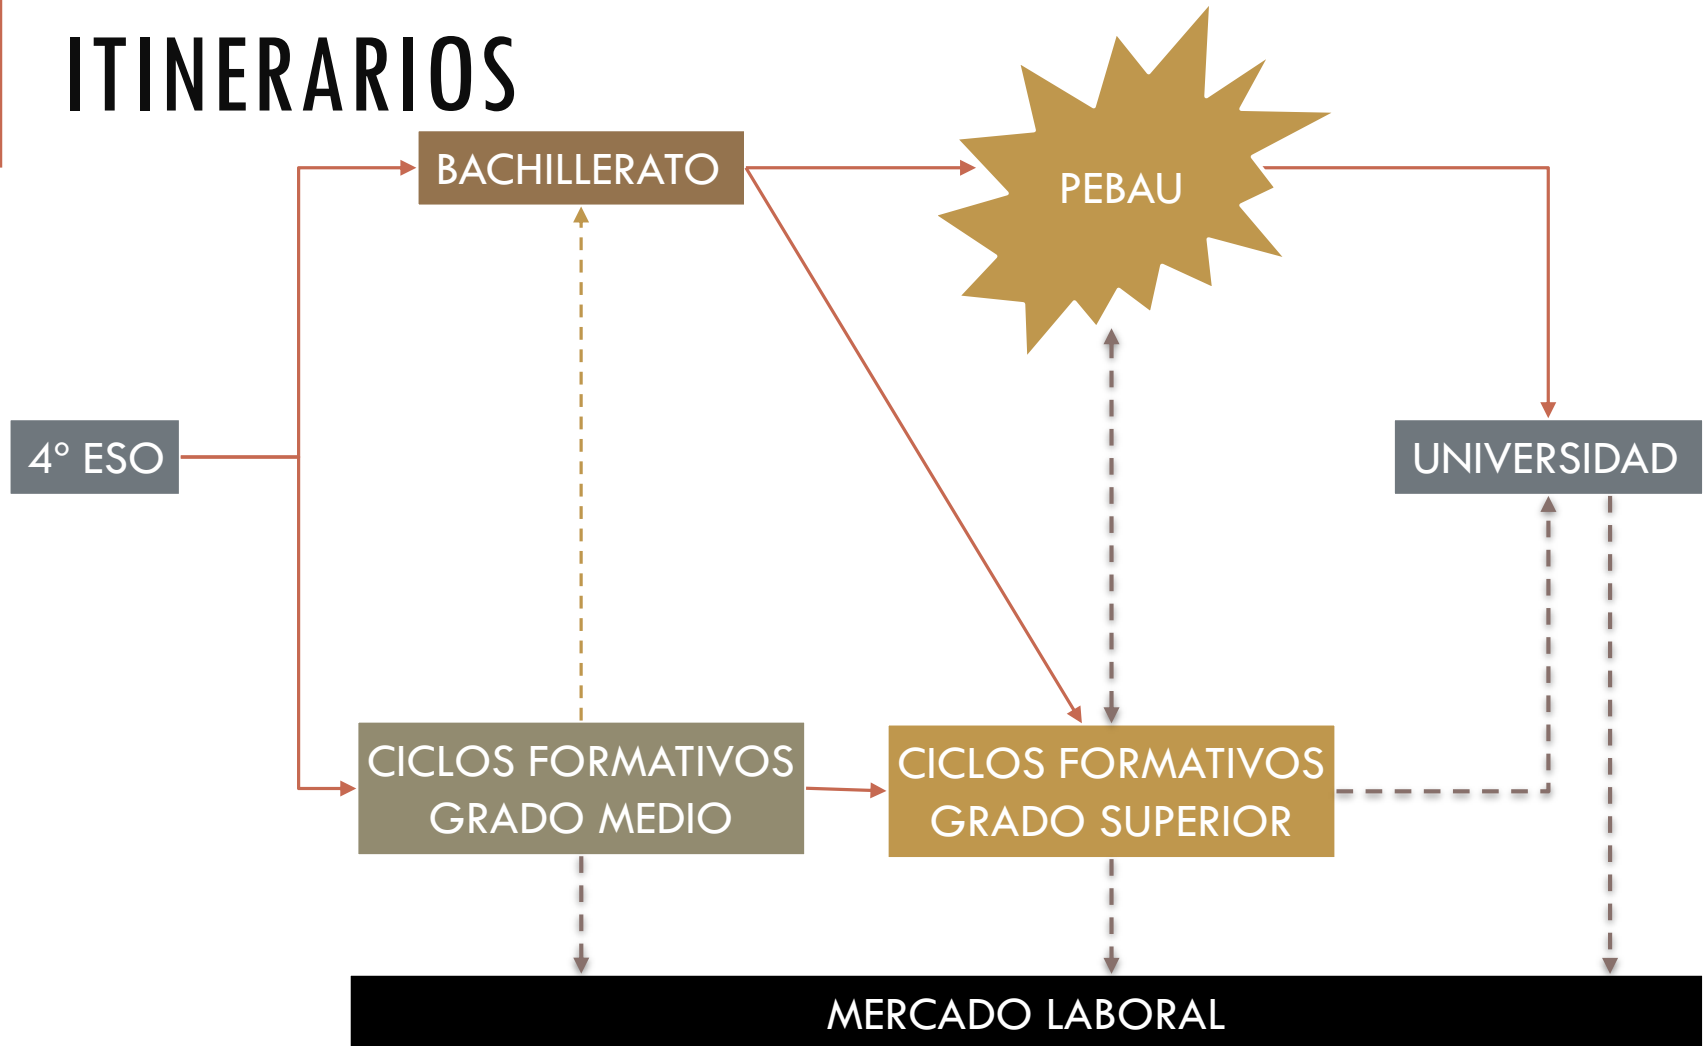 ITINERARIOS
BACHILLERATO
PEBAU
4º ESO
UNIVERSIDAD
CICLOS FORMATIVOS
GRADO MEDIO
CICLOS FORMATIVOS
GRADO SUPERIOR
MERCADO LABORAL